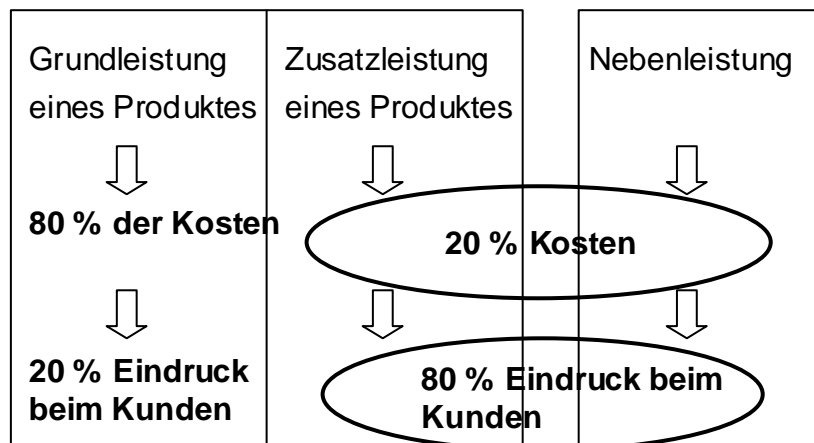 Grundleistung
eines Produktes
Zusatzleistung
eines Produktes
Nebenleistung
80 % der Kosten
20 % Kosten
20 % Eindruck
beim Kunden
80 % Eindruck beim
Kunden